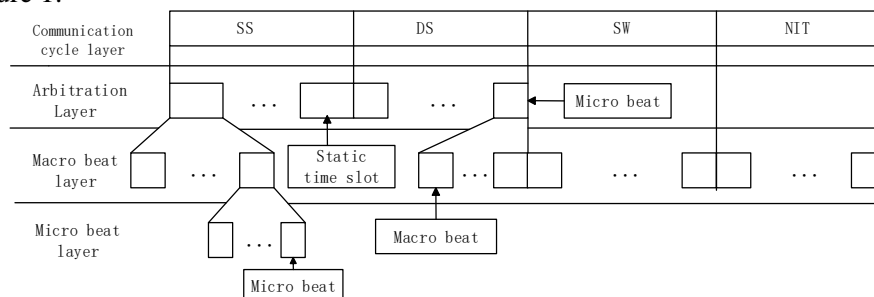 Communication
cycle layer
SS
DS
SW
NIT
Arbitration
Layer
...
...
Micro beat
Macro beat
layer
...
Static
time slot
...
...
...
Micro beat
layer
...
Macro beat
Micro beat